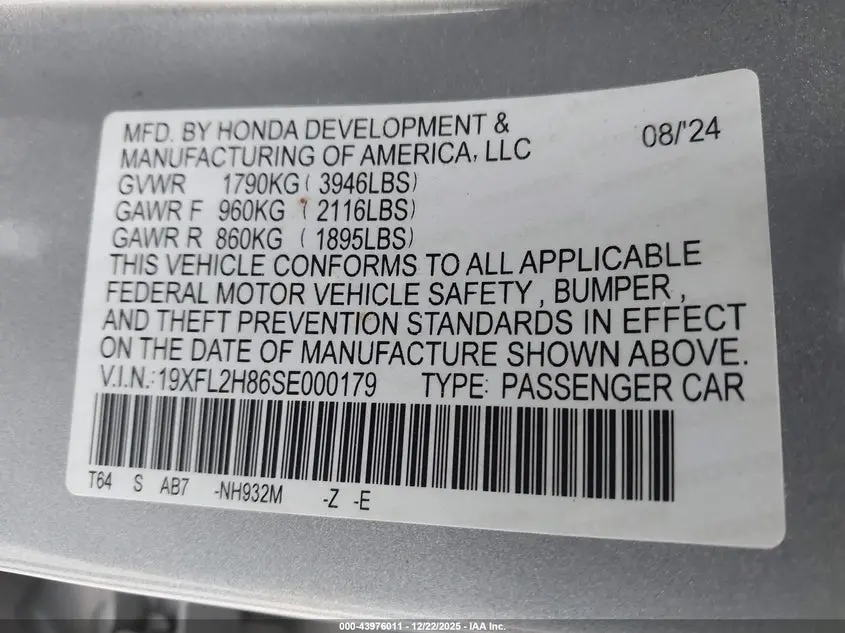 MFD. BY HONDA DEVELOPMENT & 08/'24
MANUFACTURING OF AMERICA, LLC
GVWR 1790KG ( 3946LBS)
GAWR F 960KG ( 2116LBS)
GAWR R 860KG ( 1895LBS)
THIS VEHICLE CONFORMS TO ALL APPLICABLE
FEDERAL MOTOR VEHICLE SAFETY , BUMPER ,
AND THEFT PREVENTION STANDARDS IN EFFECT
ON THE DATE OF MANUFACTURE SHOWN ABOVE.
V.I.N.:19XFL2H86SE000179 TYPE: PASSENGER CAR
T64 S AB7 -NH932M -Z -E
000-43976011 - 12/22/2025 - IAA Inc.